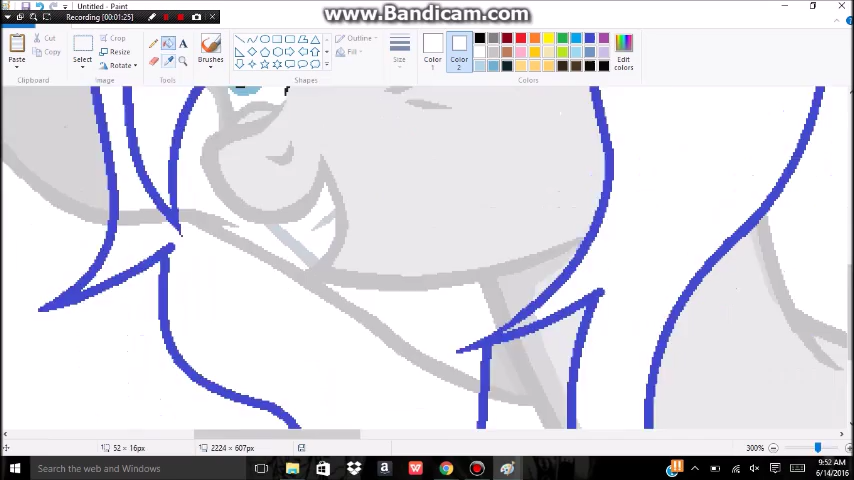 Untitled - Paint
www.Bandicam.com
Recording [00:01:25]
Cut
Copy
Paste
Clipboard
Select
Crop
Resize
Rotate
Image
Tools
Brushes
Shapes
Outline
Fill
Size
Color
1
Color
2
Edit
colors
Colors
52 × 16px
2224 × 607px
300%
Search the web and Windows
9:52 AM
6/14/2016